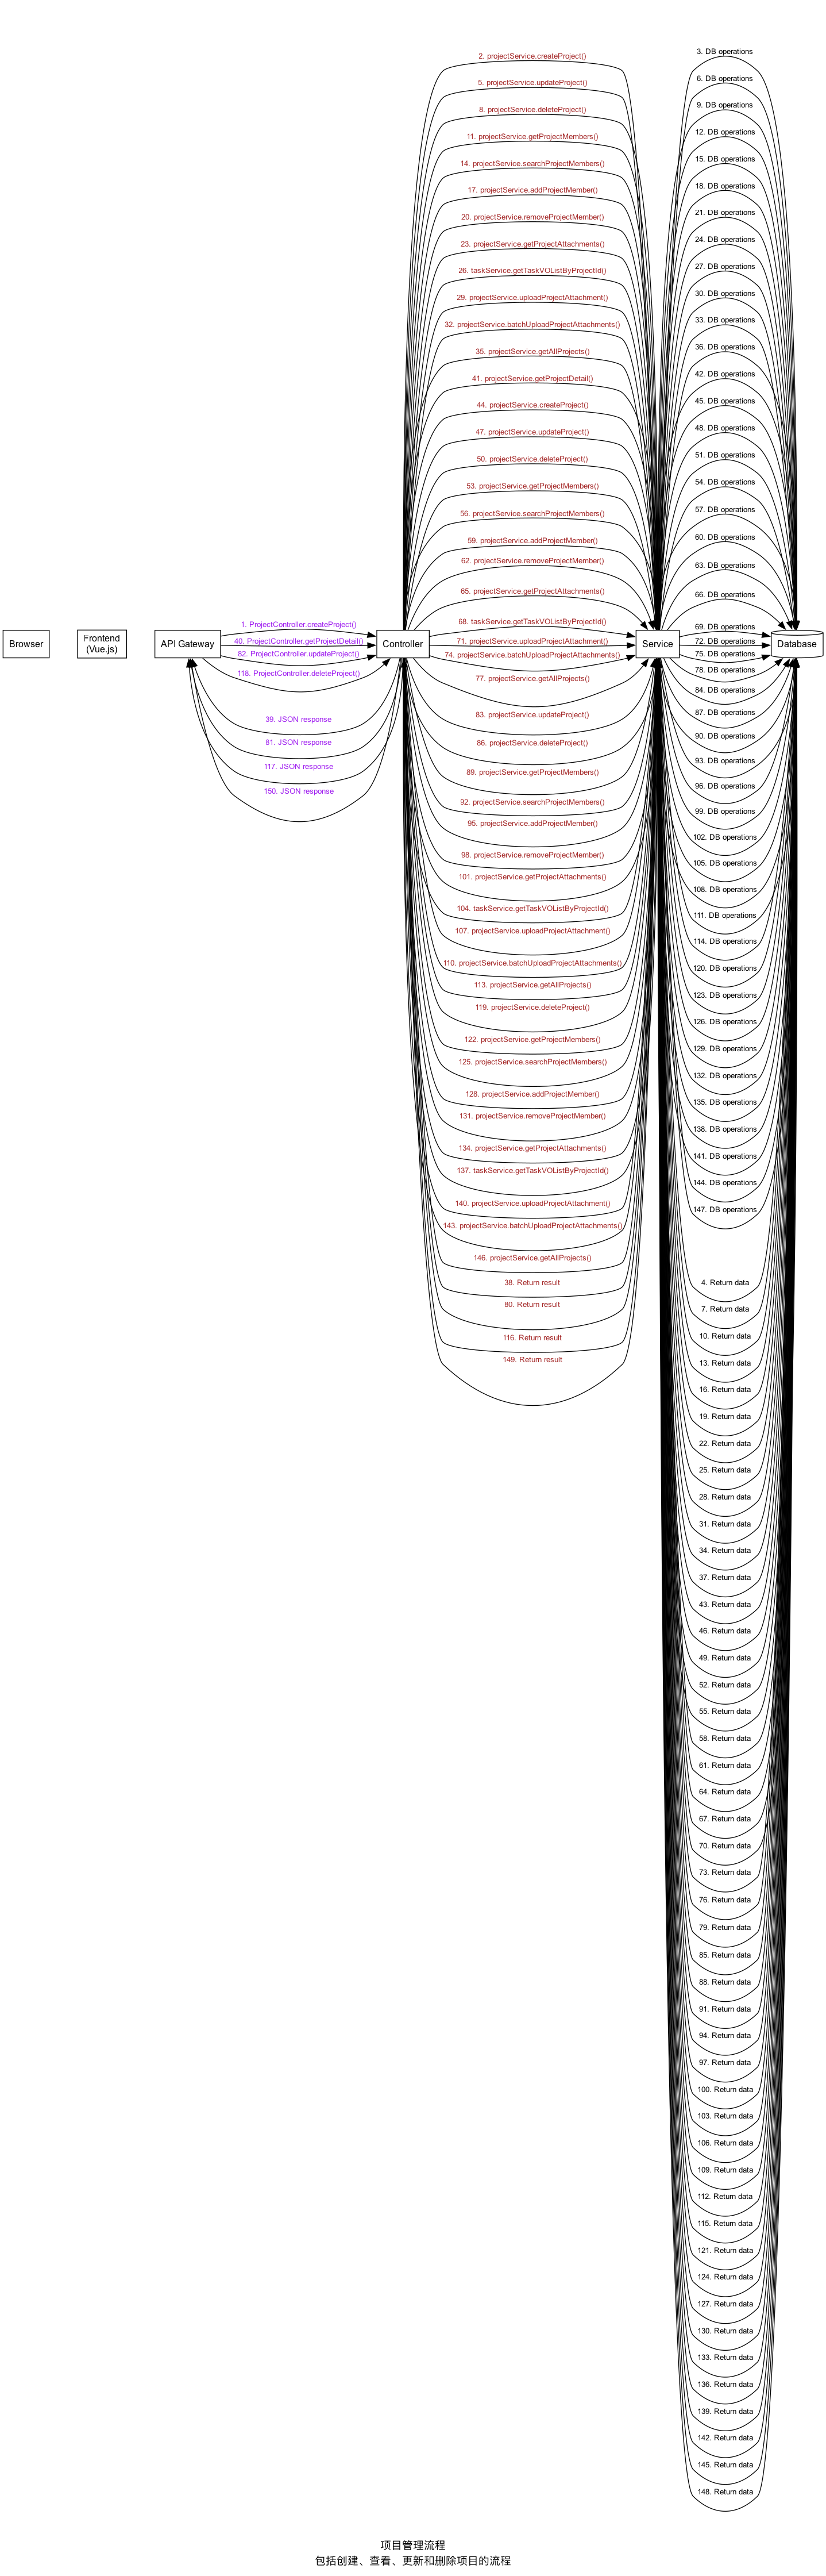 2. projectService.createProject()
5. projectService.updateProject()
8. projectService.deleteProject()
11. projectService.getProjectMembers()
14. projectService.searchProjectMembers()
17. projectService.addProjectMember()
20. projectService.removeProjectMember()
23. projectService.getProjectAttachments()
26. taskService.getTaskVOListByProjectId()
29. projectService.uploadProjectAttachment()
32. projectService.batchUploadProjectAttachments()
35. projectService.getAllProjects()
41. projectService.getProjectDetail()
44. projectService.createProject()
47. projectService.updateProject()
50. projectService.deleteProject()
53. projectService.getProjectMembers()
56. projectService.searchProjectMembers()
59. projectService.addProjectMember()
62. projectService.removeProjectMember()
65. projectService.getProjectAttachments()
68. taskService.getTaskVOListByProjectId()
71. projectService.uploadProjectAttachment()
74. projectService.batchUploadProjectAttachments()
77. projectService.getAllProjects()
83. projectService.updateProject()
86. projectService.deleteProject()
89. projectService.getProjectMembers()
92. projectService.searchProjectMembers()
95. projectService.addProjectMember()
98. projectService.removeProjectMember()
101. projectService.getProjectAttachments()
104. taskService.getTaskVOListByProjectId()
107. projectService.uploadProjectAttachment()
110. projectService.batchUploadProjectAttachments()
113. projectService.getAllProjects()
119. projectService.deleteProject()
122. projectService.getProjectMembers()
125. projectService.searchProjectMembers()
128. projectService.addProjectMember()
131. projectService.removeProjectMember()
134. projectService.getProjectAttachments()
137. taskService.getTaskVOListByProjectId()
140. projectService.uploadProjectAttachment()
143. projectService.batchUploadProjectAttachments()
146. projectService.getAllProjects()
38. Return result
80. Return result
116. Return result
149. Return result
Browser
Frontend
(Vue.js)
API Gateway
1. ProjectController.createProject()
40. ProjectController.getProjectDetail()
82. ProjectController.updateProject()
118. ProjectController.deleteProject()
39. JSON response
81. JSON response
117. JSON response
150. JSON response
Controller
Service
Database
3. DB operations
6. DB operations
9. DB operations
12. DB operations
15. DB operations
18. DB operations
21. DB operations
24. DB operations
27. DB operations
30. DB operations
33. DB operations
36. DB operations
42. DB operations
45. DB operations
48. DB operations
51. DB operations
54. DB operations
57. DB operations
60. DB operations
63. DB operations
66. DB operations
69. DB operations
72. DB operations
75. DB operations
78. DB operations
84. DB operations
87. DB operations
90. DB operations
93. DB operations
96. DB operations
99. DB operations
102. DB operations
105. DB operations
108. DB operations
111. DB operations
114. DB operations
120. DB operations
123. DB operations
126. DB operations
129. DB operations
132. DB operations
135. DB operations
138. DB operations
141. DB operations
144. DB operations
147. DB operations
4. Return data
7. Return data
10. Return data
13. Return data
16. Return data
19. Return data
22. Return data
25. Return data
28. Return data
31. Return data
34. Return data
37. Return data
43. Return data
46. Return data
49. Return data
52. Return data
55. Return data
58. Return data
61. Return data
64. Return data
67. Return data
70. Return data
73. Return data
76. Return data
79. Return data
85. Return data
88. Return data
91. Return data
94. Return data
97. Return data
100. Return data
103. Return data
106. Return data
109. Return data
112. Return data
115. Return data
121. Return data
124. Return data
127. Return data
130. Return data
133. Return data
136. Return data
139. Return data
142. Return data
145. Return data
148. Return data
项目管理流程
包括创建、查看、更新和删除项目的流程